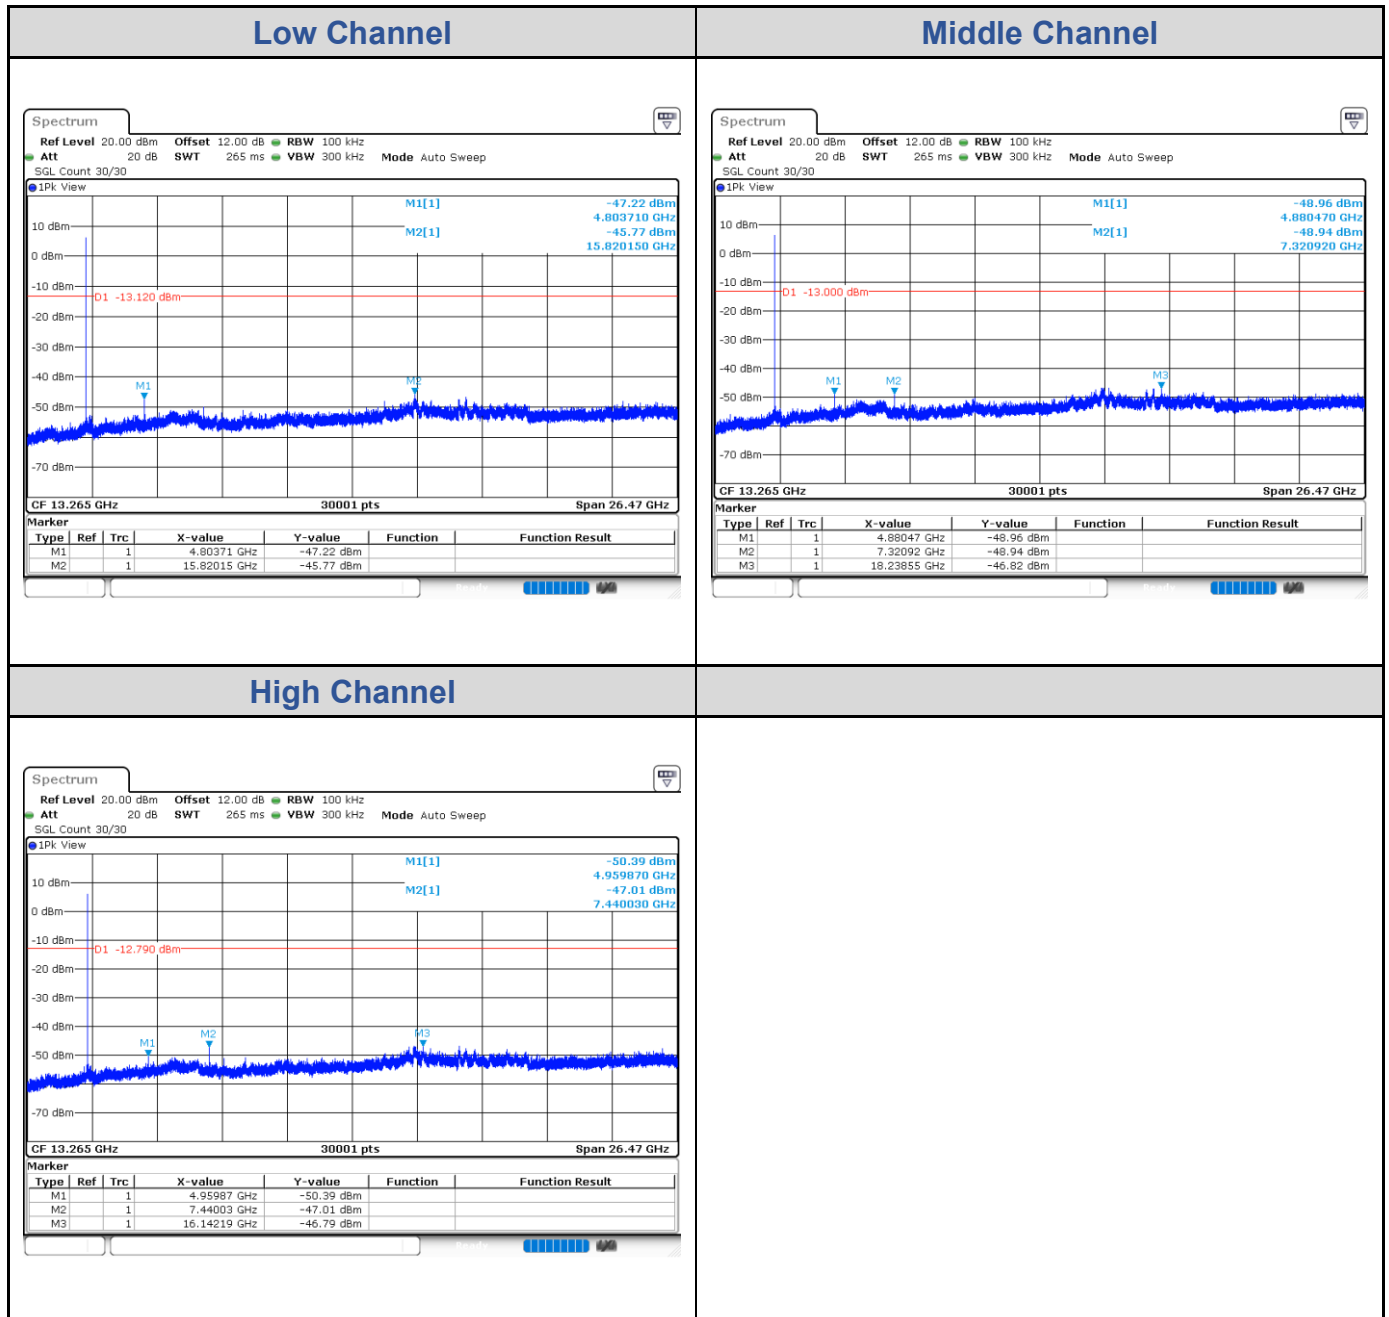 Low Channel
Middle Channel
Spectrum
Ref Level 20.00 dBm Offset 12.00 dB RBW 100 kHz
Att 20 dB SWT 265 ms VBW 300 kHz Mode Auto Sweep
SGL Count 30/30
1Pk View
M1[1] -47.22 dBm
4.803710 GHz
M2[1] -45.77 dBm
15.820150 GHz
10 dBm
0 dBm
-10 dBm
D1 -13.120 dBm
-20 dBm
-30 dBm
-40 dBm
M1
M2
-50 dBm
-70 dBm
CF 13.265 GHz 30001 pts Span 26.47 GHz
Marker
Type Ref Trc X-value Y-value Function Function Result
M1 1 4.80371 GHz -47.22 dBm
M2 1 15.82015 GHz -45.77 dBm
Spectrum
Ref Level 20.00 dBm Offset 12.00 dB RBW 100 kHz
Att 20 dB SWT 265 ms VBW 300 kHz Mode Auto Sweep
SGL Count 30/30
1Pk View
M1[1] -48.96 dBm
4.880470 GHz
M2[1] -48.94 dBm
7.320920 GHz
10 dBm
0 dBm
-10 dBm
D1 -13.000 dBm
-20 dBm
-30 dBm
-40 dBm
M1 M2 M3
-50 dBm
-70 dBm
CF 13.265 GHz 30001 pts Span 26.47 GHz
Marker
Type Ref Trc X-value Y-value Function Function Result
M1 1 4.88047 GHz -48.96 dBm
M2 1 7.32092 GHz -48.94 dBm
M3 1 18.23855 GHz -46.82 dBm
High Channel
Spectrum
Ref Level 20.00 dBm Offset 12.00 dB RBW 100 kHz
Att 20 dB SWT 265 ms VBW 300 kHz Mode Auto Sweep
SGL Count 30/30
1Pk View
M1[1] -50.39 dBm
4.959870 GHz
M2[1] -47.01 dBm
7.440030 GHz
10 dBm
0 dBm
-10 dBm
D1 -12.790 dBm
-20 dBm
-30 dBm
-40 dBm
M1 M2 M3
-50 dBm
-70 dBm
CF 13.265 GHz 30001 pts Span 26.47 GHz
Marker
Type Ref Trc X-value Y-value Function Function Result
M1 1 4.95987 GHz -50.39 dBm
M2 1 7.44003 GHz -47.01 dBm
M3 1 16.14219 GHz -46.79 dBm